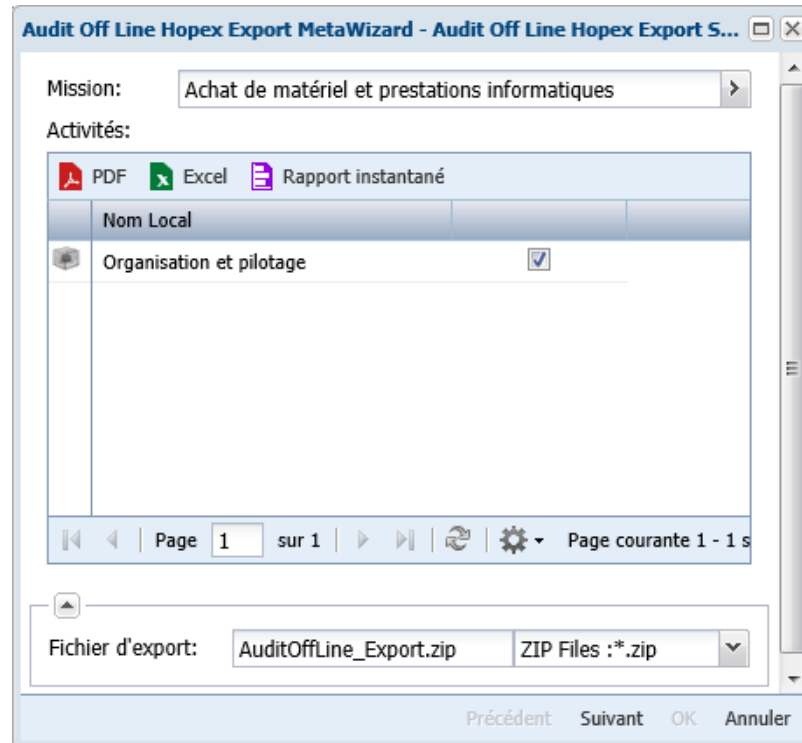 Audit Off Line Hopex Export MetaWizard - Audit Off Line Hopex Export S...
Mission: Achat de matériel et prestations informatiques
Activités:
PDF Excel Rapport instantané
Nom Local
Organisation et pilotage
Page 1 sur 1 Page courante 1 - 1 s
Fichier d'export: AuditOffLine_Export.zip ZIP Files :*.zip
Précédent Suivant OK Annuler